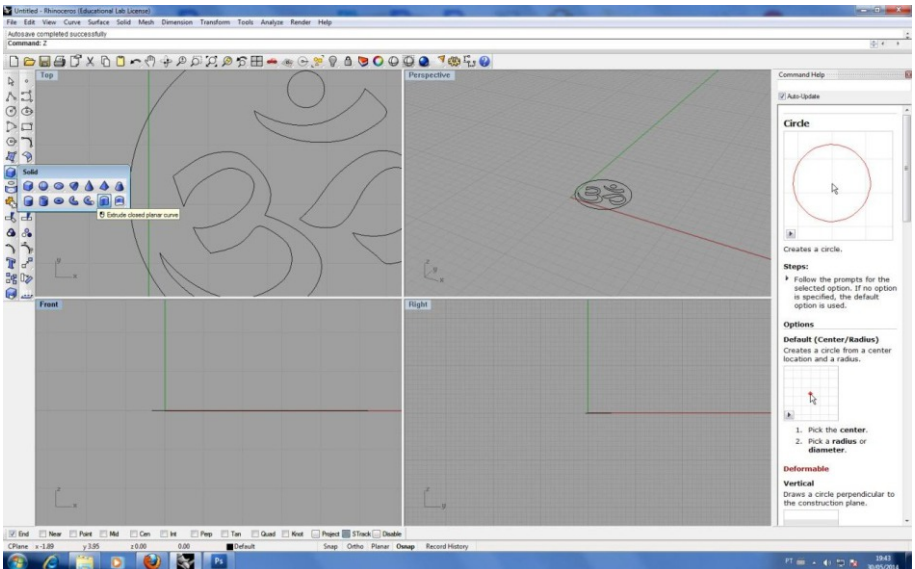 Untitled - Rhinoceros (Educational Lab License)
File Edit View Curve Surface Solid Mesh Dimension Transform Tools Analyze Render Help
Autosave completed successfully
Command: Z
Top
Perspective
Command Help
Auto-Update
Circle
Solid
Extrude closed planar curve
Creates a circle.
Steps:
Follow the prompts for the
selected option. If no option
is specified, the default
option is used.
Options
Default (Center/Radius)
Creates a circle from a center
location and a radius.
1. Pick the center.
2. Pick a radius or
diameter.
Deformable
Vertical
Draws a circle perpendicular to
the construction plane.
y
x
z
y
x
Front
Right
z
x
z
y
End Near Point Mid Cen Int Perp Tan Quad Knot Project STrack Disable
CPlane x -1.89 y 3.95 z 0.00 0.00 Default Snap Ortho Planar Osnap Record History
Ps
PT 19:43
30/05/2014